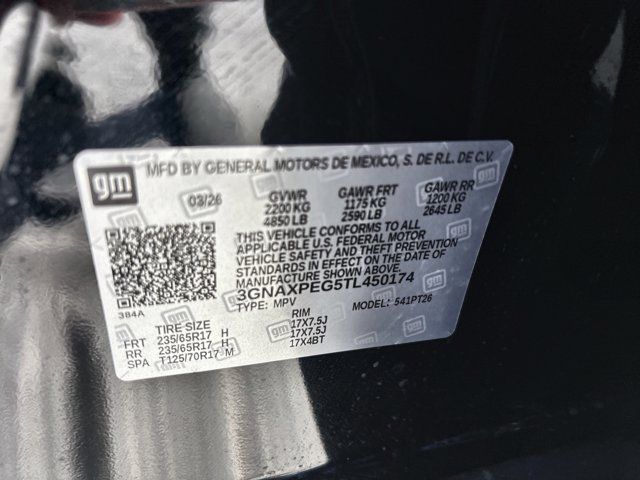 gm MFD BY GENERAL MOTORS DE MEXICO, S. DE R.L. DE C.V.
03/26 GVWR GAWR FRT GAWR RR
2200 KG 1175 KG 1200 KG
4850 LB 2590 LB 2645 LB
THIS VEHICLE CONFORMS TO ALL
APPLICABLE U.S. FEDERAL MOTOR
VEHICLE SAFETY AND THEFT PREVENTION
STANDARDS IN EFFECT ON THE DATE OF
MANUFACTURE SHOWN ABOVE.
3GNAXPEG5TL450174
384A TYPE: MPV MODEL: 541PT26
TIRE SIZE RIM
FRT 235/65R17 H 17X7.5J
RR 235/65R17 H 17X7.5J
SPA T125/70R17 M 17X4BT